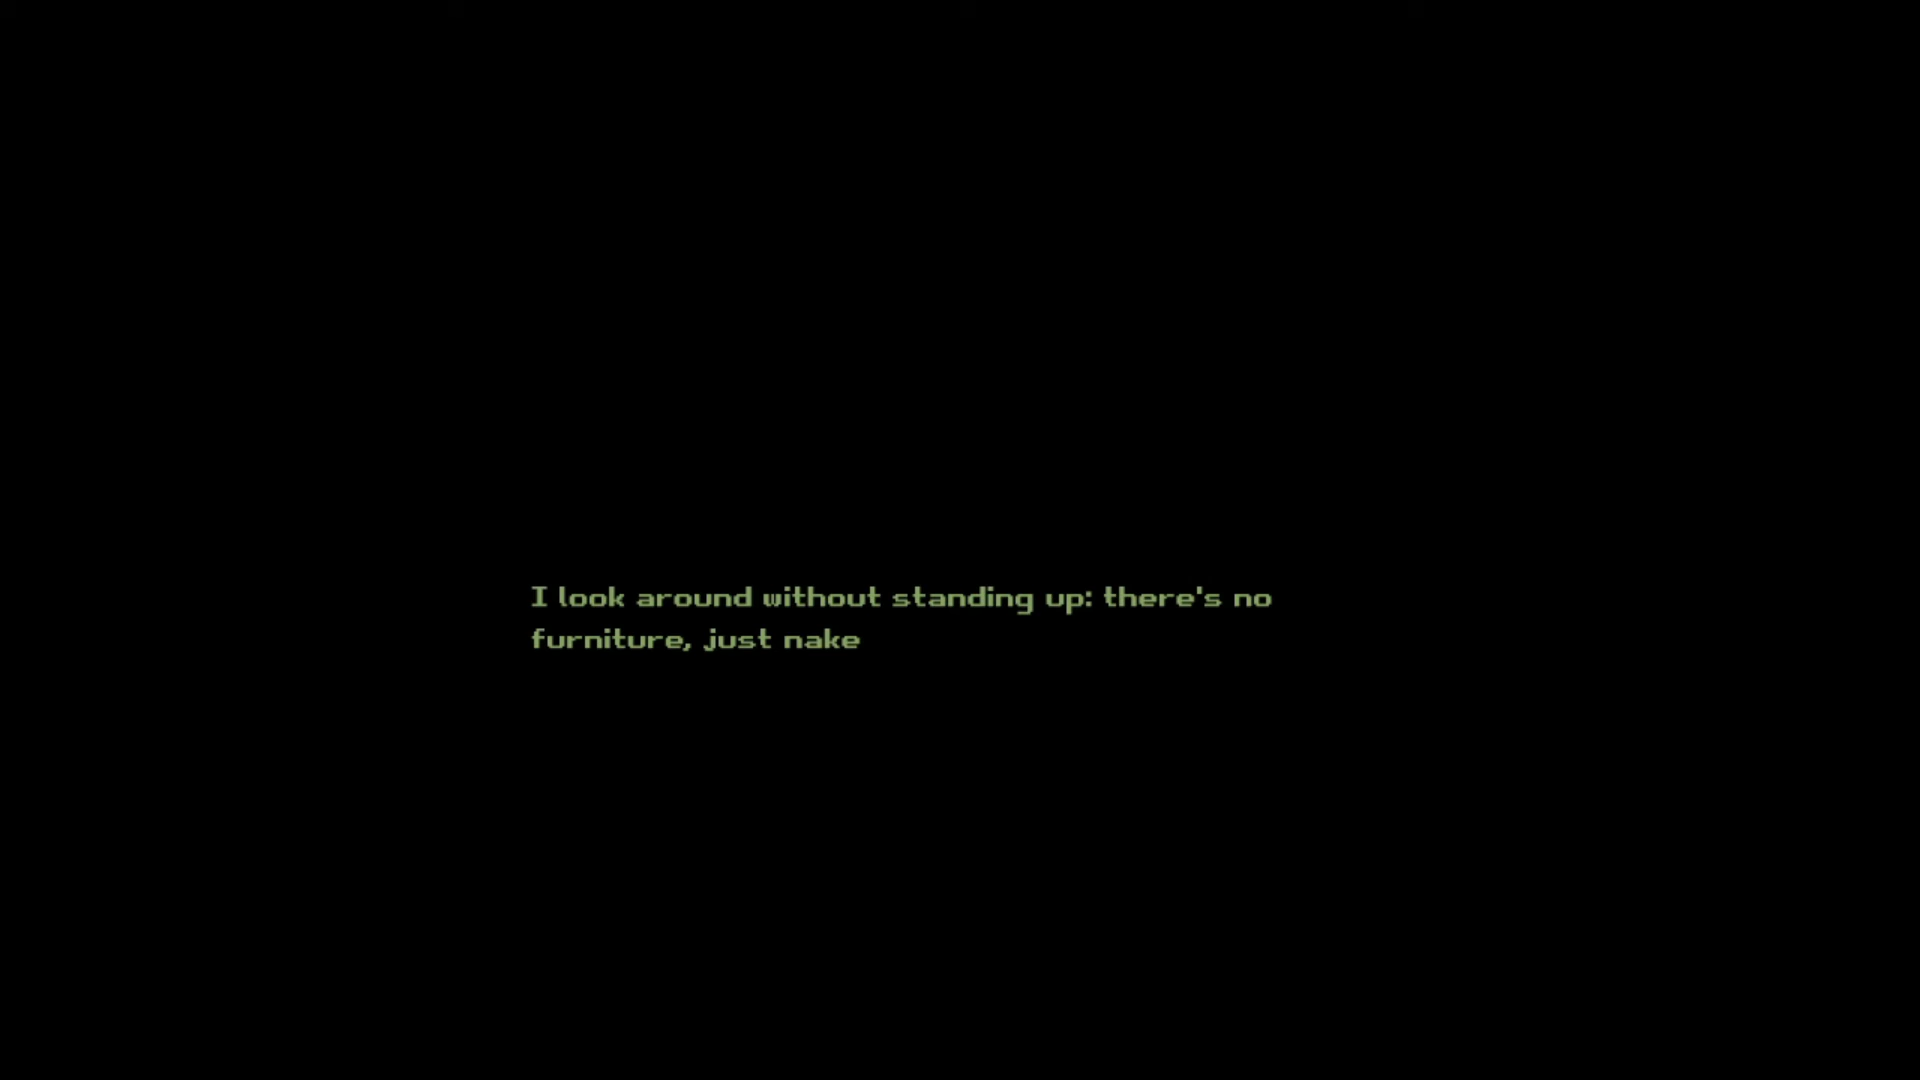 I look around without standing up: there's no
furniture, just nake